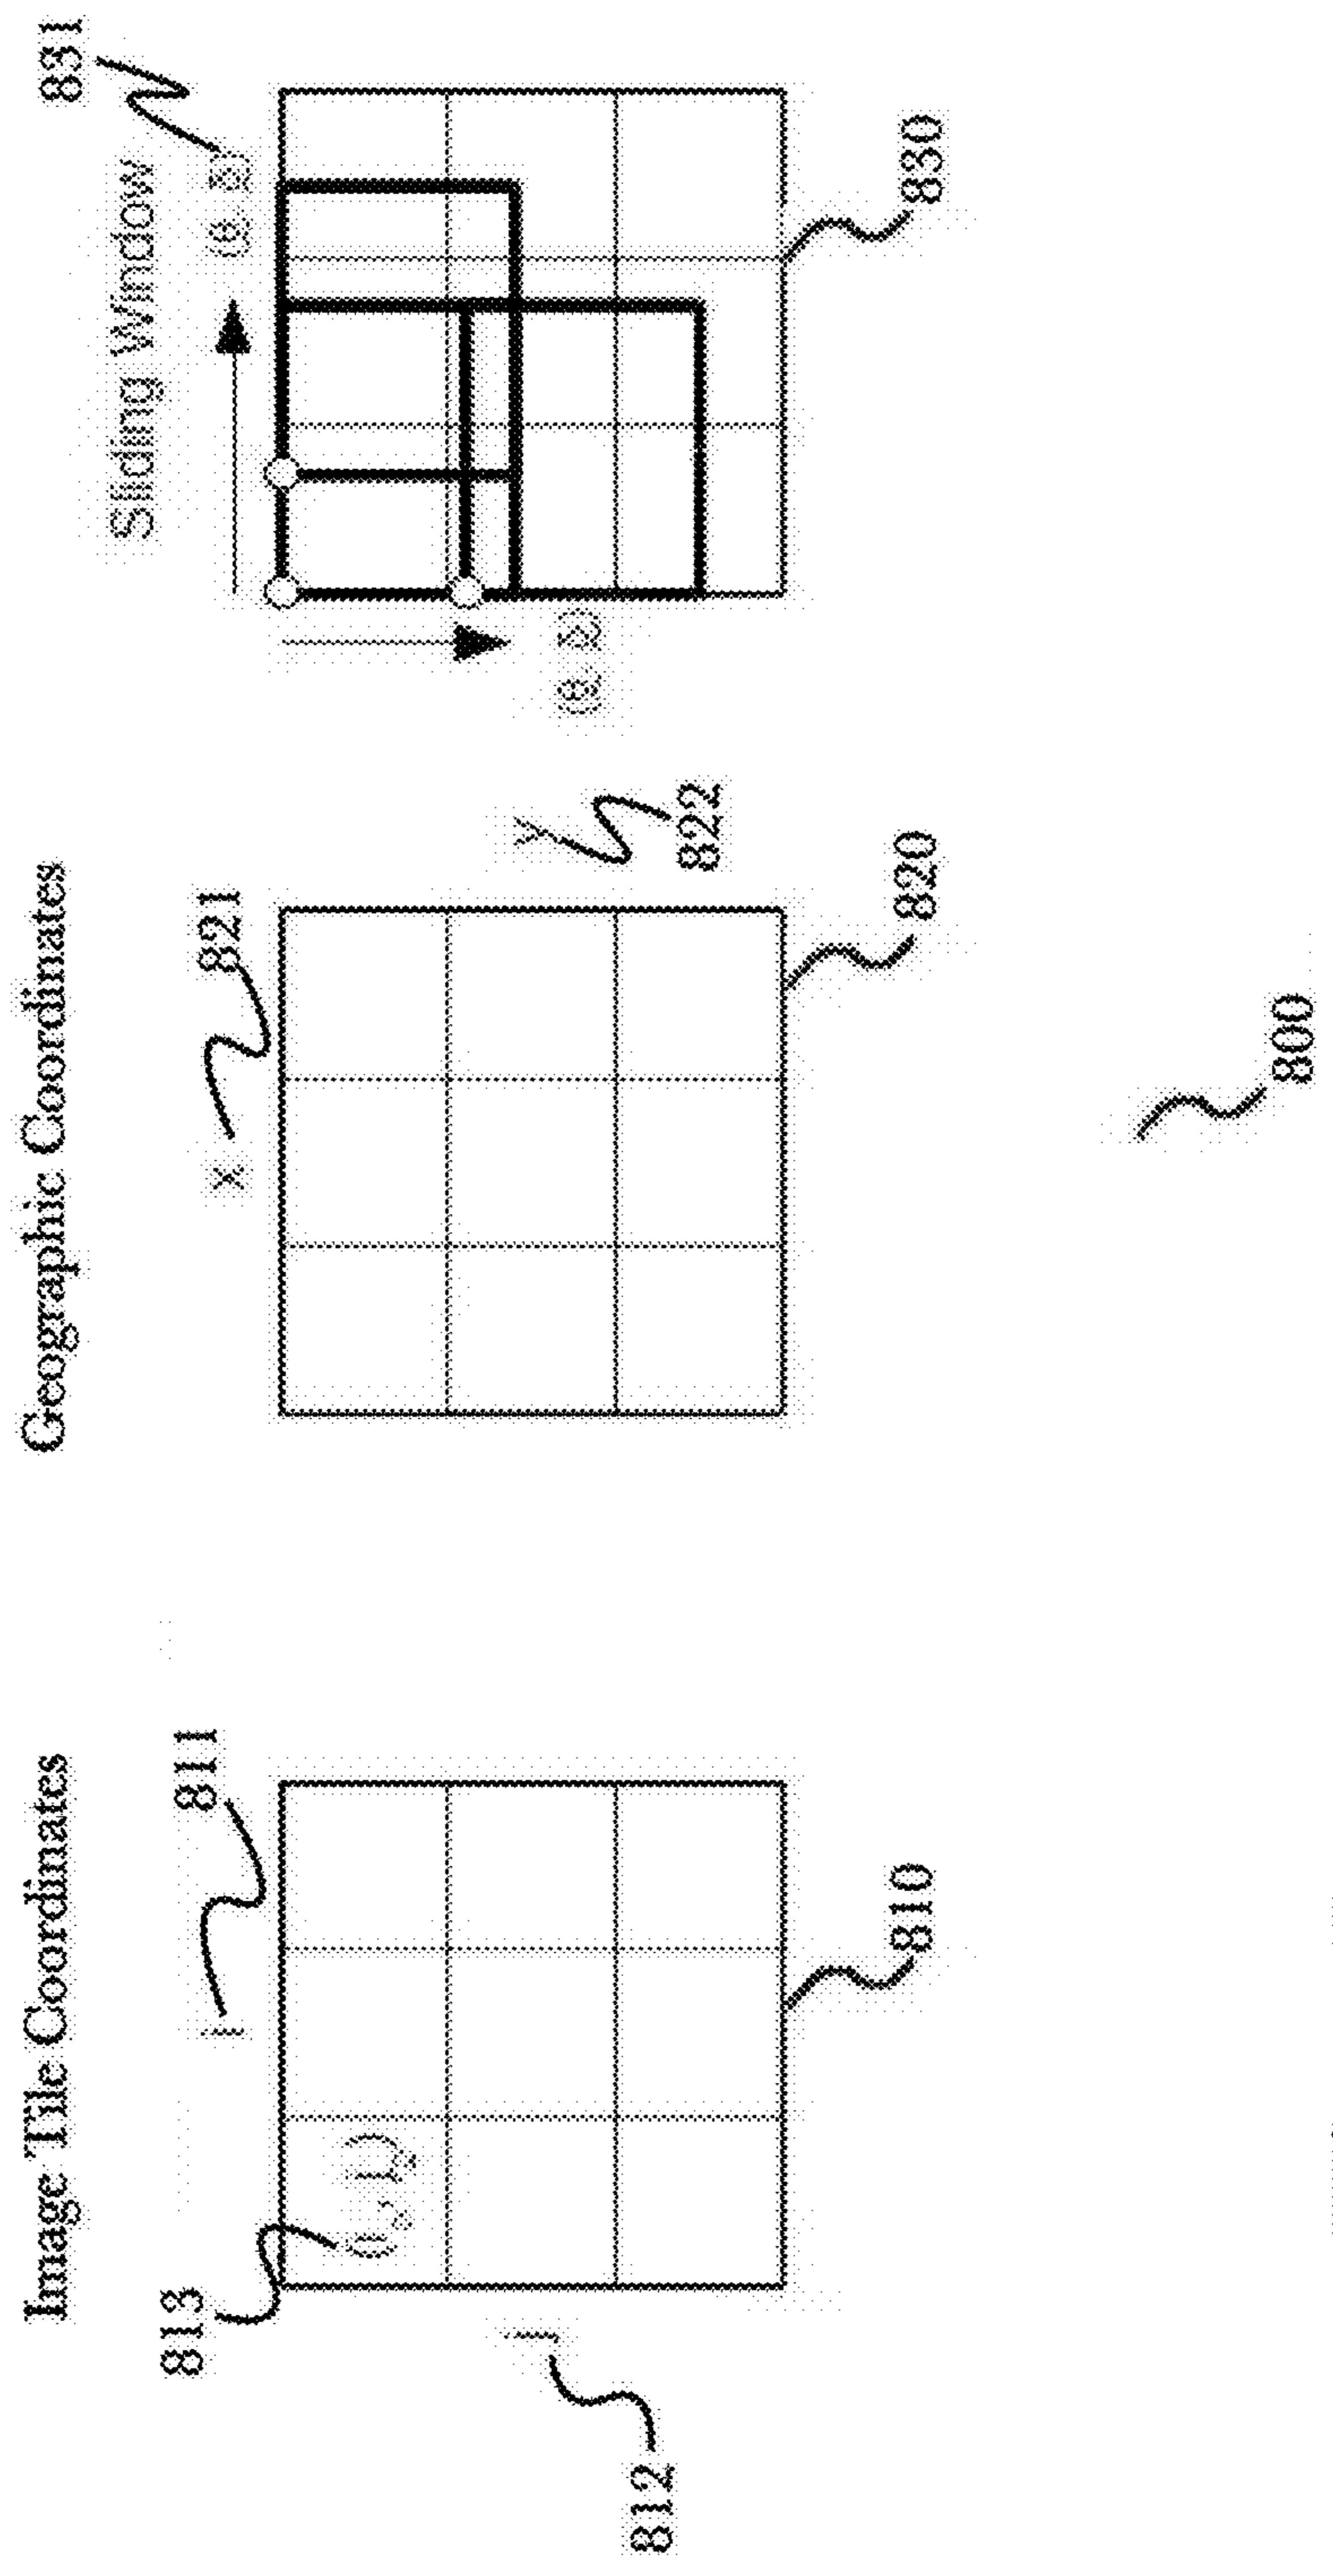 Image Tile Coordinates
813
i
811
(i, j)
j
812
810
Geographic Coordinates
x
821
y
822
820
831
Sliding Window
830
800